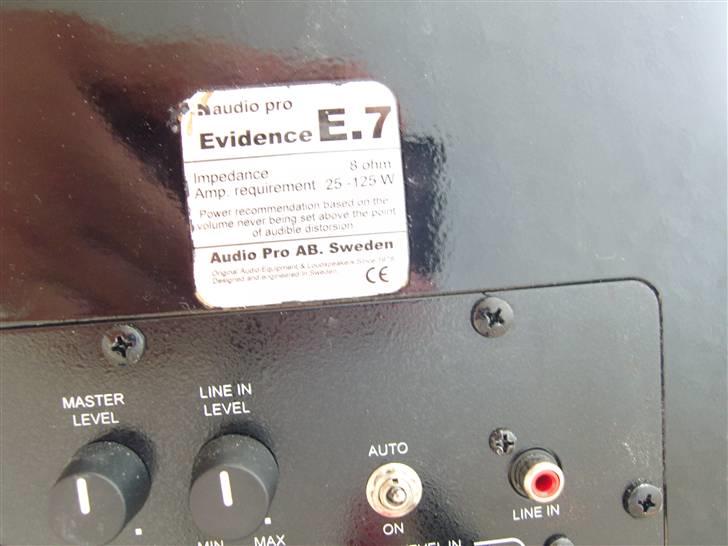 audio pro
Evidence E.7
Impedance 8 ohm
Amp. requirement 25 -125 W
Power recommendation based on the
volume never being set above the point
of audible distorsion
Audio Pro AB. Sweden
Original Audio Equipment & Loudspeakers Since 1978
Designed and engineered in Sweden
CE
MASTER
LEVEL
LINE IN
LEVEL
AUTO
ON
LINE IN
MIN
MAX